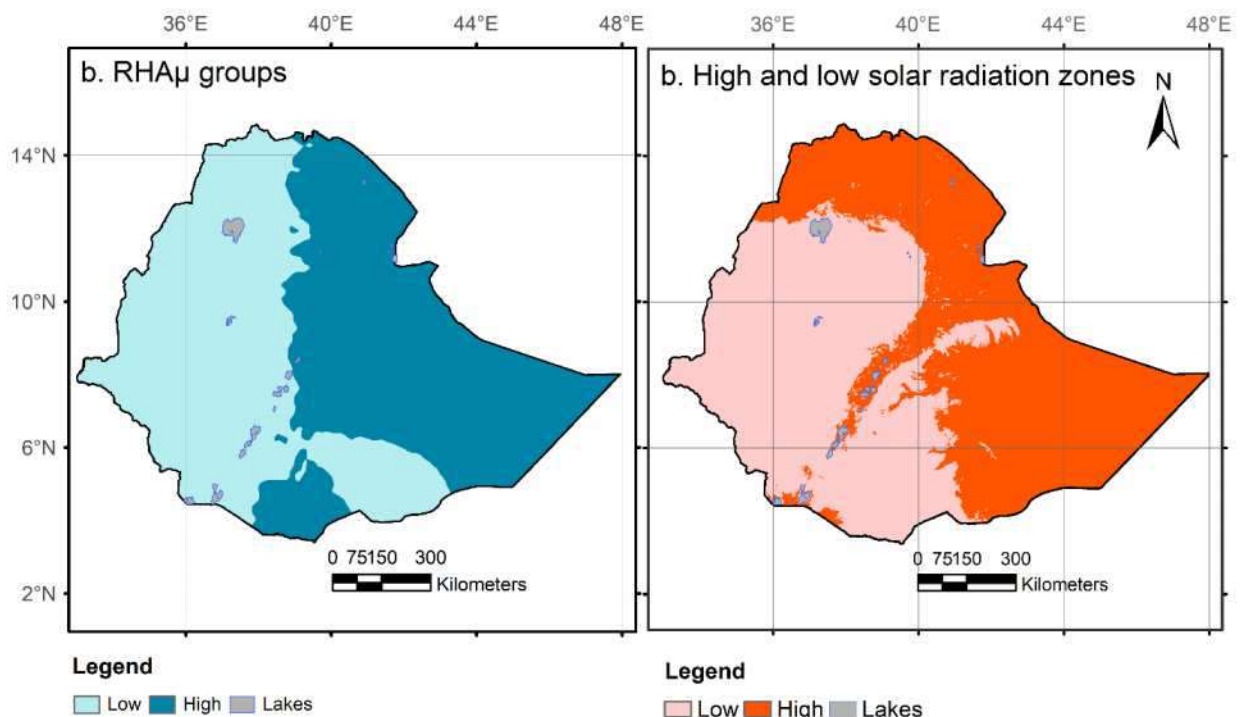 36°E 40°E 44°E 48°E 36°E 40°E 44°E 48°E
b. RHAμ groups
b. High and low solar radiation zones
N
14°N
10°N
6°N
2°N
0 75150 300
Kilometers
0 75150 300
Kilometers
Legend
Low High Lakes
Legend
Low High Lakes